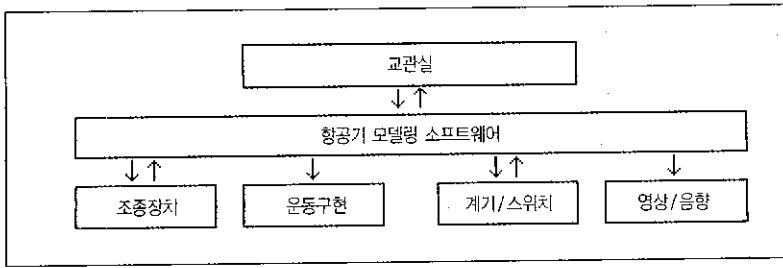 교관실
↓ ↑
항공기 모델링 소프트웨어
↓ ↑ ↓ ↓ ↑ ↓
조종장치 운동구현 계기/스위치 영상/음향